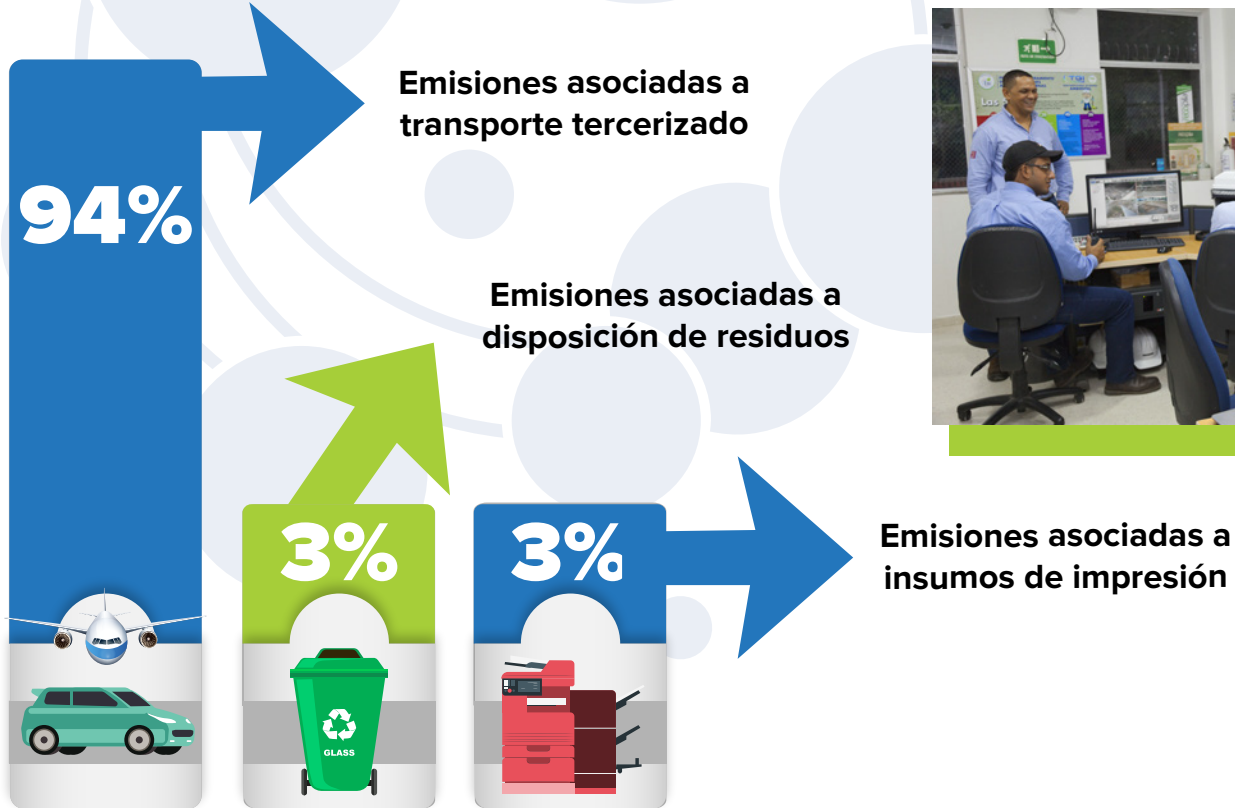 Emisiones asociadas a
transporte tercerizado
94%
Emisiones asociadas a
disposición de residuos
3%
3%
Emisiones asociadas a
insumos de impresión
GLASS